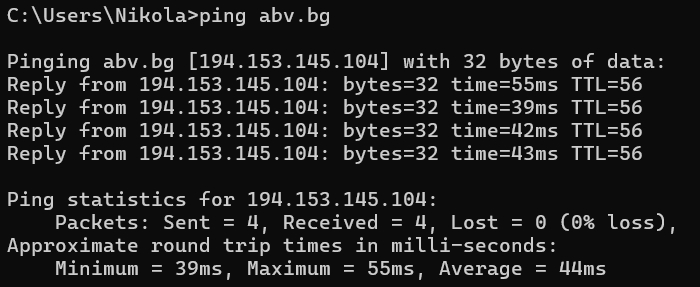 C:\Users\Nikola>ping abv.bg
Pinging abv.bg [194.153.145.104] with 32 bytes of data:
Reply from 194.153.145.104: bytes=32 time=55ms TTL=56
Reply from 194.153.145.104: bytes=32 time=39ms TTL=56
Reply from 194.153.145.104: bytes=32 time=42ms TTL=56
Reply from 194.153.145.104: bytes=32 time=43ms TTL=56
Ping statistics for 194.153.145.104:
Packets: Sent = 4, Received = 4, Lost = 0 (0% loss),
Approximate round trip times in milli-seconds:
Minimum = 39ms, Maximum = 55ms, Average = 44ms